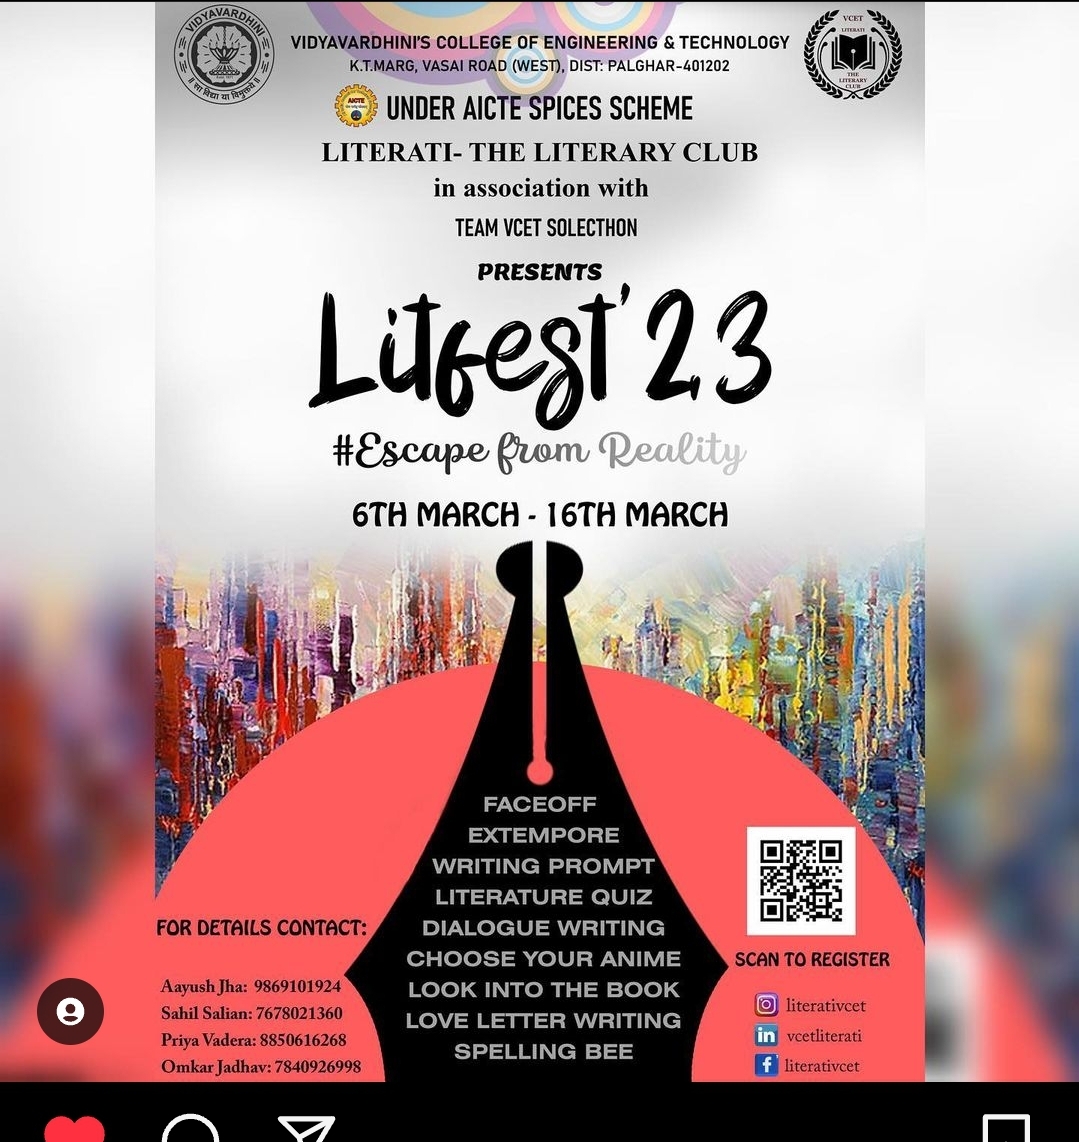 VIDYAVARDHINI
सा विद्या या विमुक्तये
VIDYAVARDHINI'S COLLEGE OF ENGINEERING & TECHNOLOGY
K.T.MARG, VASAI ROAD (WEST), DIST: PALGHAR-401202
VCET
LITERATI
THE
LITERARY
CLUB
AICTE
UNDER AICTE SPICES SCHEME
LITERATI- THE LITERARY CLUB
in association with
TEAM VCET SOLECTHON
PRESENTS
Litfest'23
#Escape from Reality
6TH MARCH - 16TH MARCH
FACEOFF
EXTEMPORE
WRITING PROMPT
LITERATURE QUIZ
DIALOGUE WRITING
CHOOSE YOUR ANIME
LOOK INTO THE BOOK
LOVE LETTER WRITING
SPELLING BEE
FOR DETAILS CONTACT:
Aayush Jha: 9869101924
Sahil Salian: 7678021360
Priya Vadera: 8850616268
Omkar Jadhav: 7840926998
SCAN TO REGISTER
literativcet
in vcetliterati
f literativcet